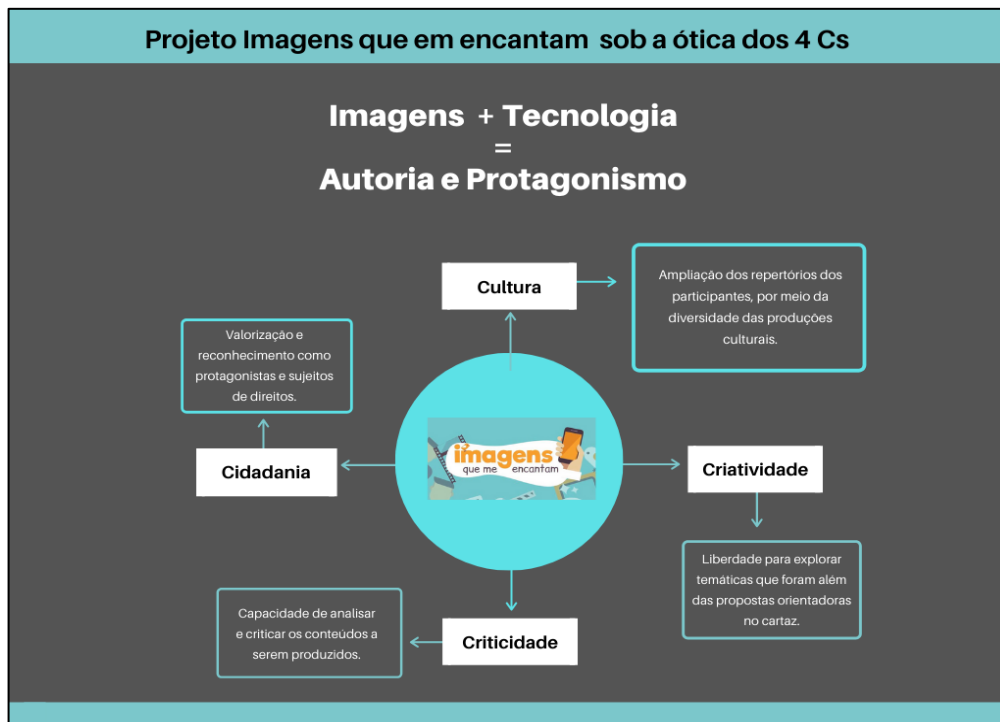 Projeto Imagens que em encantam sob a ótica dos 4 Cs
Imagens + Tecnologia
=
Autoria e Protagonismo
Cultura
Ampliação dos repertórios dos
participantes, por meio da
diversidade das produções
culturais.
Valorização e
reconhecimento como
protagonistas e sujeitos
de direitos.
Cidadania
imagens
que me encantam
Criatividade
Liberdade para explorar
temáticas que foram além
das propostas orientadoras
no cartaz.
Capacidade de analisar
e criticar os conteúdos a
serem produzidos.
Criticidade